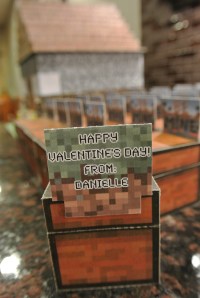 HAPPY
VALENTINE'S DAY!
FROM:
DANIELLE